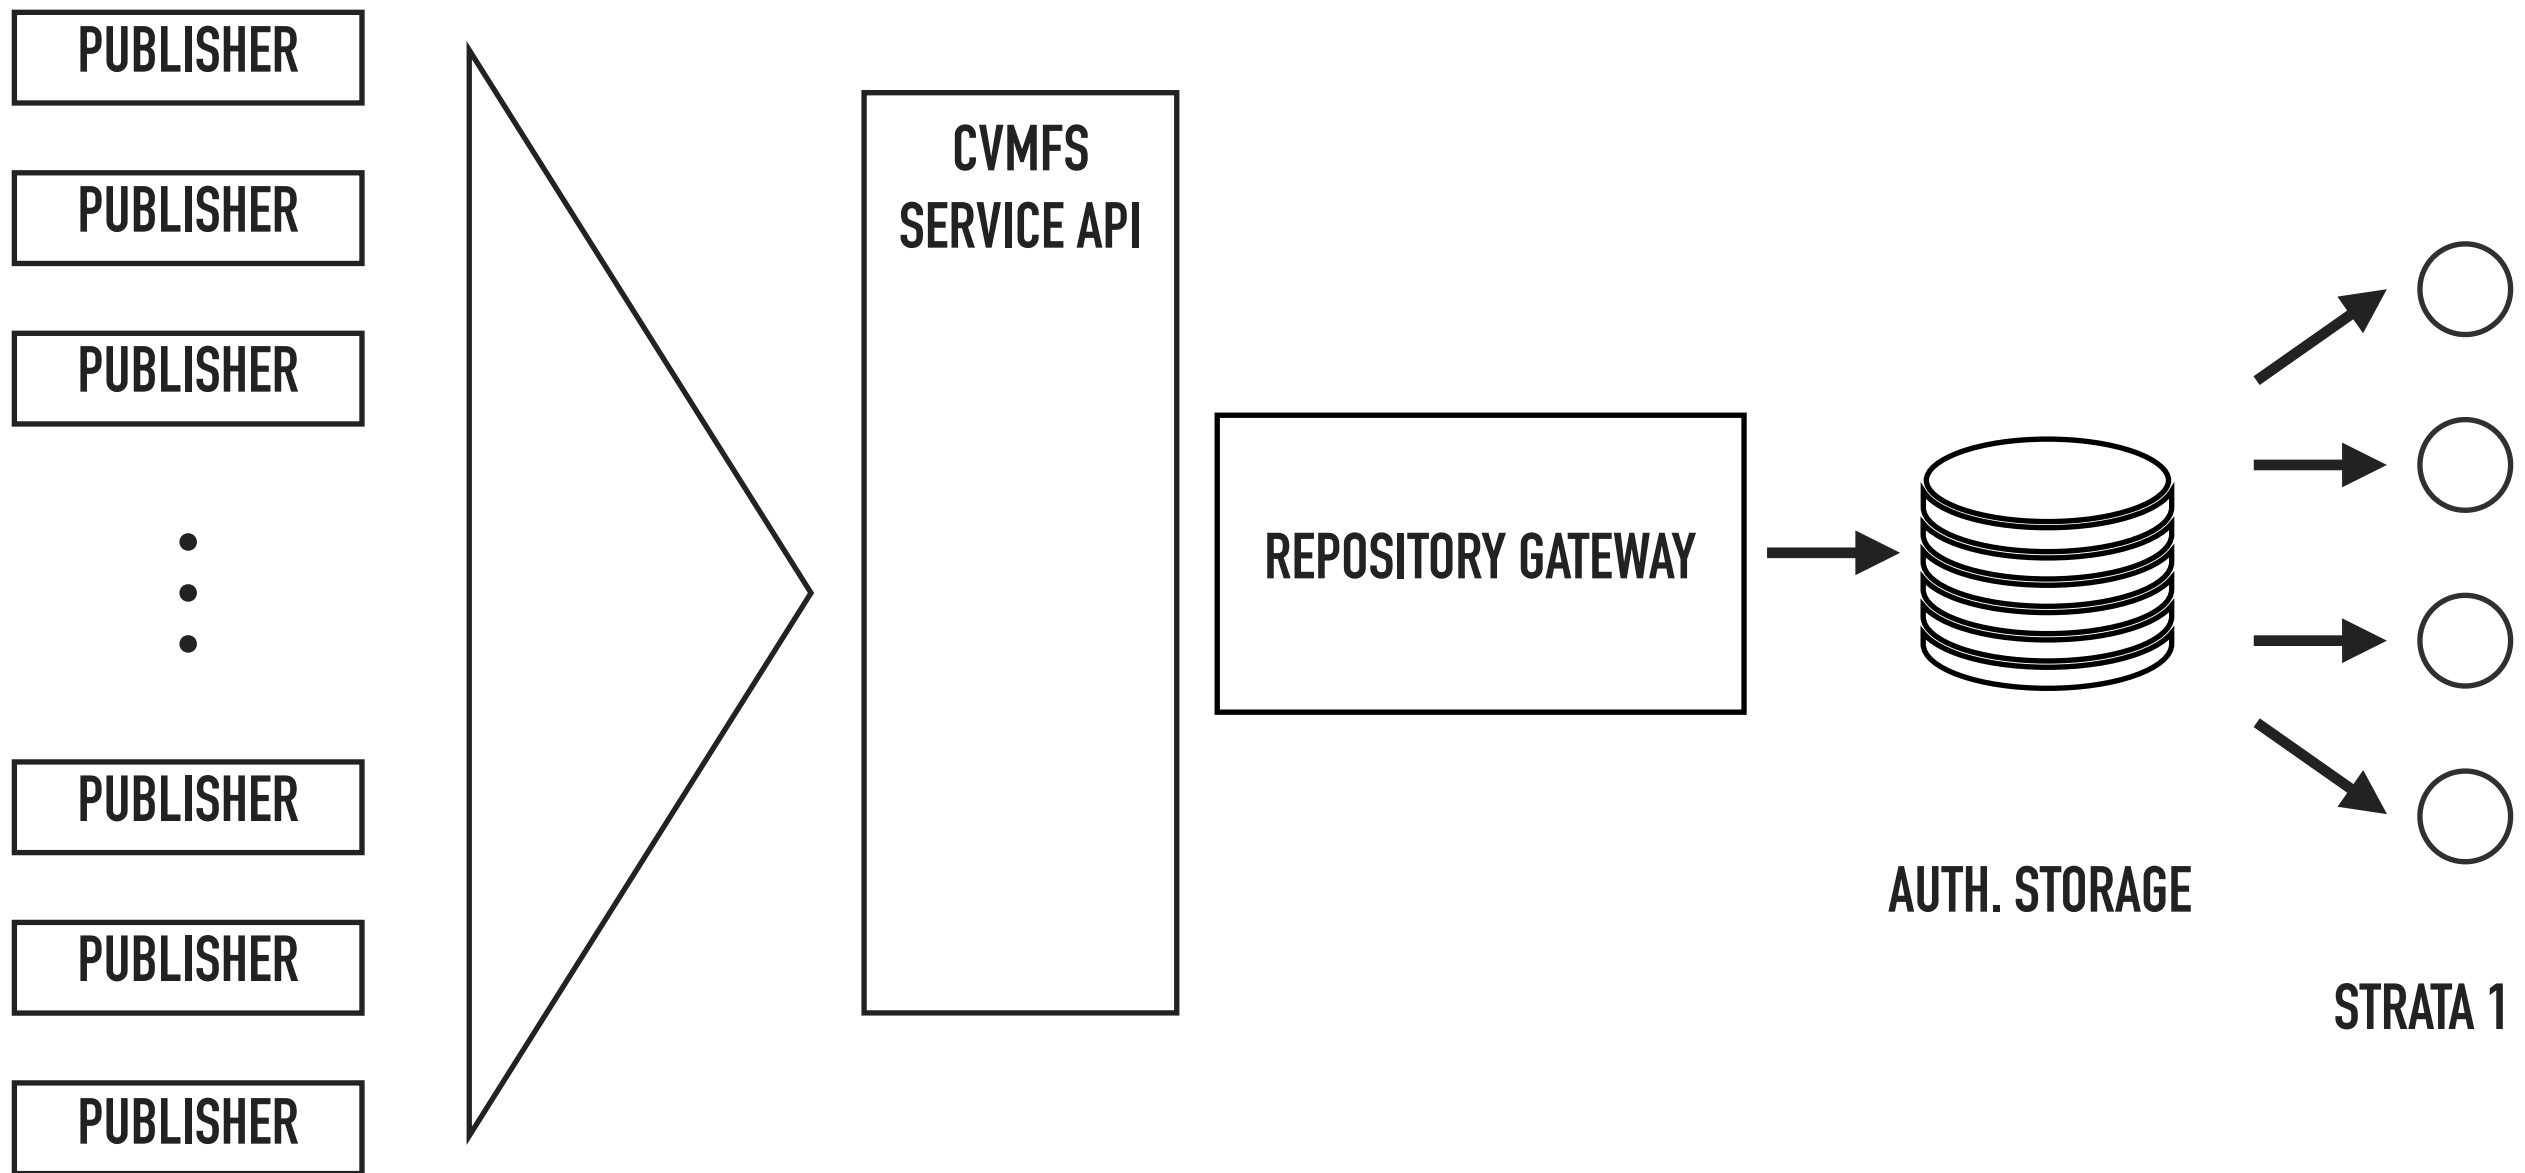 PUBLISHER
PUBLISHER
PUBLISHER
PUBLISHER
PUBLISHER
PUBLISHER
CVMFS
SERVICE API
REPOSITORY GATEWAY
AUTH. STORAGE
STRATA 1